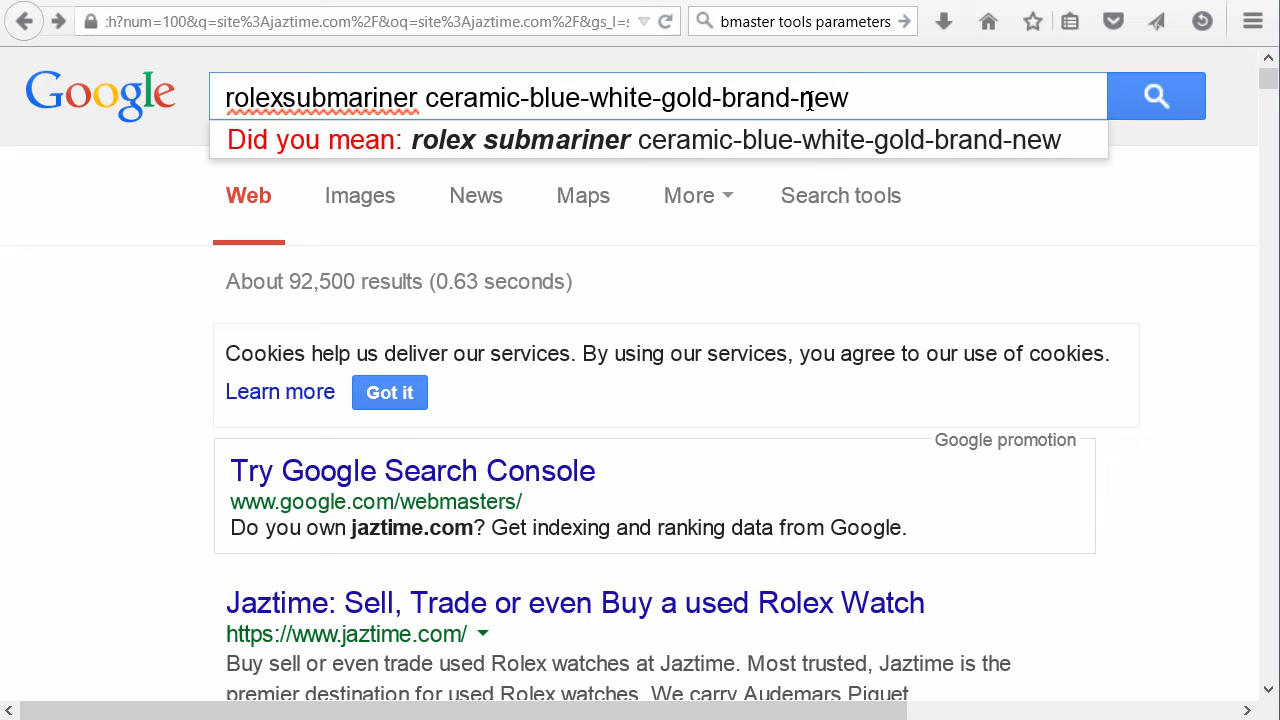 :h?num=100&q=site%3Ajaztime.com%2F&oq=site%3Ajaztime.com%2F&gs_l=s
bmaster tools parameters
Google
rolexsubmariner ceramic-blue-white-gold-brand-new
Did you mean: rolex submariner ceramic-blue-white-gold-brand-new
Web Images News Maps More Search tools
About 92,500 results (0.63 seconds)
Cookies help us deliver our services. By using our services, you agree to our use of cookies.
Learn more Got it
Google promotion
Try Google Search Console
www.google.com/webmasters/
Do you own jaztime.com? Get indexing and ranking data from Google.
Jaztime: Sell, Trade or even Buy a used Rolex Watch
https://www.jaztime.com/
Buy sell or even trade used Rolex watches at Jaztime. Most trusted, Jaztime is the
premier destination for used Rolex watches. We carry Audemars Piguet